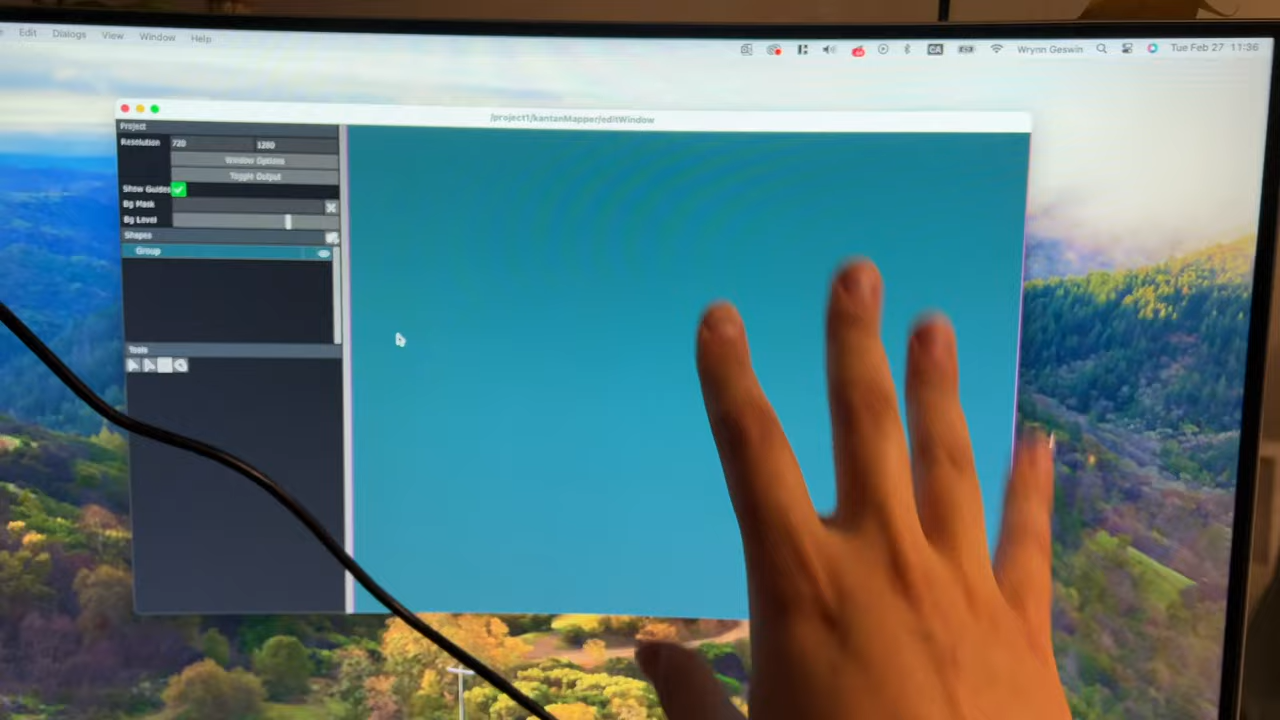 Edit Dialogs View Window Help
CA Wrynn Geswin Tue Feb 27 11:36
/project1/kantanMapper/editWindow
Project
Resolution 720 1280
Window Options
Toggle Output
Show Guides
Bg Mask
Bg Level
Shapes
Group
Tools